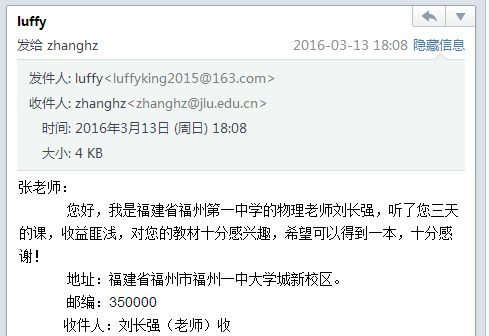 luffy
发给 zhanghz 2016-03-13 18:08 隐藏信息
发件人: luffy<luffyking2015@163.com>
收件人: zhanghz<zhanghz@jlu.edu.cn>
时间: 2016年3月13日 (周日) 18:08
大小: 4 KB
张老师：
您好，我是福建省福州第一中学的物理老师刘长强，听了您三天
的课，收益匪浅，对您的教材十分感兴趣，希望可以得到一本，十分感
谢！
地址：福建省福州市福州一中大学城新校区。
邮编：350000
收件人：刘长强（老师）收